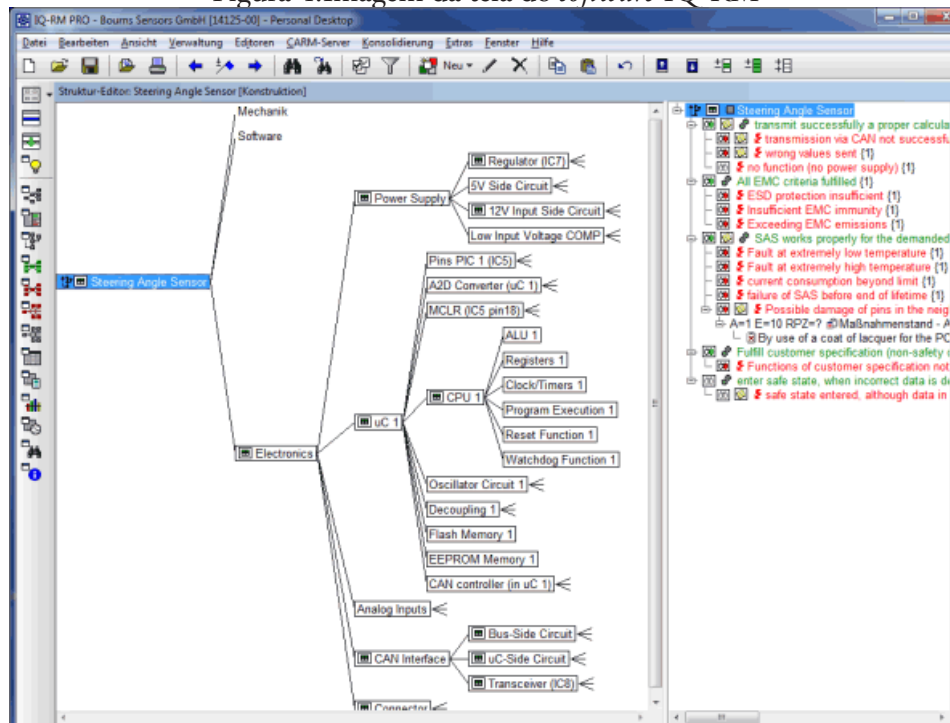 Figura 4.Imagem da tela do software IQ-RM
IQ-RM PRO - Bourns Sensors GmbH [14125-00] - Personal Desktop
Datei Bearbeiten Ansicht Verwaltung Editoren CARM-Server Konsolidierung Extras Fenster Hilfe
Neu
Struktur-Editor: Steering Angle Sensor [Konstruktion]
Mechanik
Software
Regulator (IC7)
5V Side Circuit
Power Supply
12V Input Side Circuit
Low Input Voltage COMP
Pins PIC 1 (IC5)
Steering Angle Sensor
A2D Converter (uC 1)
MCLR (IC5 pin18)
ALU 1
Registers 1
Clock/Timers 1
CPU 1
Program Execution 1
uC 1
Reset Function 1
Electronics
Watchdog Function 1
Oscillator Circuit 1
Decoupling 1
Flash Memory 1
EEPROM Memory 1
CAN controller (in uC 1)
Analog Inputs
Bus-Side Circuit
CAN Interface
uC-Side Circuit
Transceiver (IC8)
Connector
Steering Angle Sensor
transmit successfully a proper calcula
transmission via CAN not successfu
wrong values sent {1}
no function (no power supply) {1}
All EMC criteria fulfilled {1}
ESD protection insufficient {1}
Insufficient EMC immunity {1}
Exceeding EMC emissions {1}
SAS works properly for the demanded
Fault at extremely low temperature {1}
Fault at extremely high temperature {1}
current consumption beyond limit {1}
failure of SAS before end of lifetime {1}
Possible damage of pins in the neig
A=1 E=10 RPZ=? Maßnahmenstand - A
By use of a coat of lacquer for the PC
Fulfill customer specification (non-safety
Functions of customer specification not
enter safe state, when incorrect data is de
safe state entered, although data in